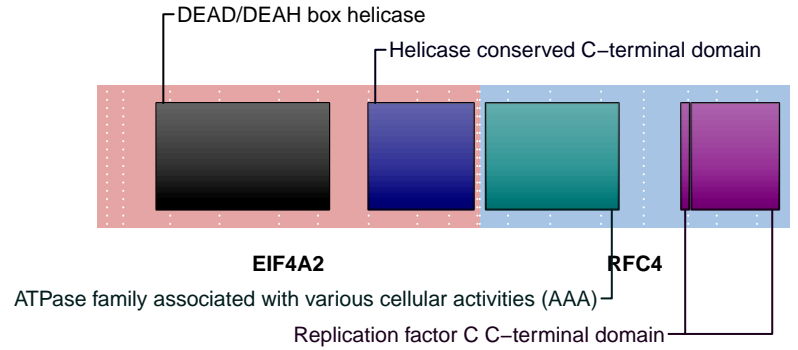 DEAD/DEAH box helicase
Helicase conserved C−terminal domain
EIF4A2
RFC4
ATPase family associated with various cellular activities (AAA)
Replication factor C C−terminal domain